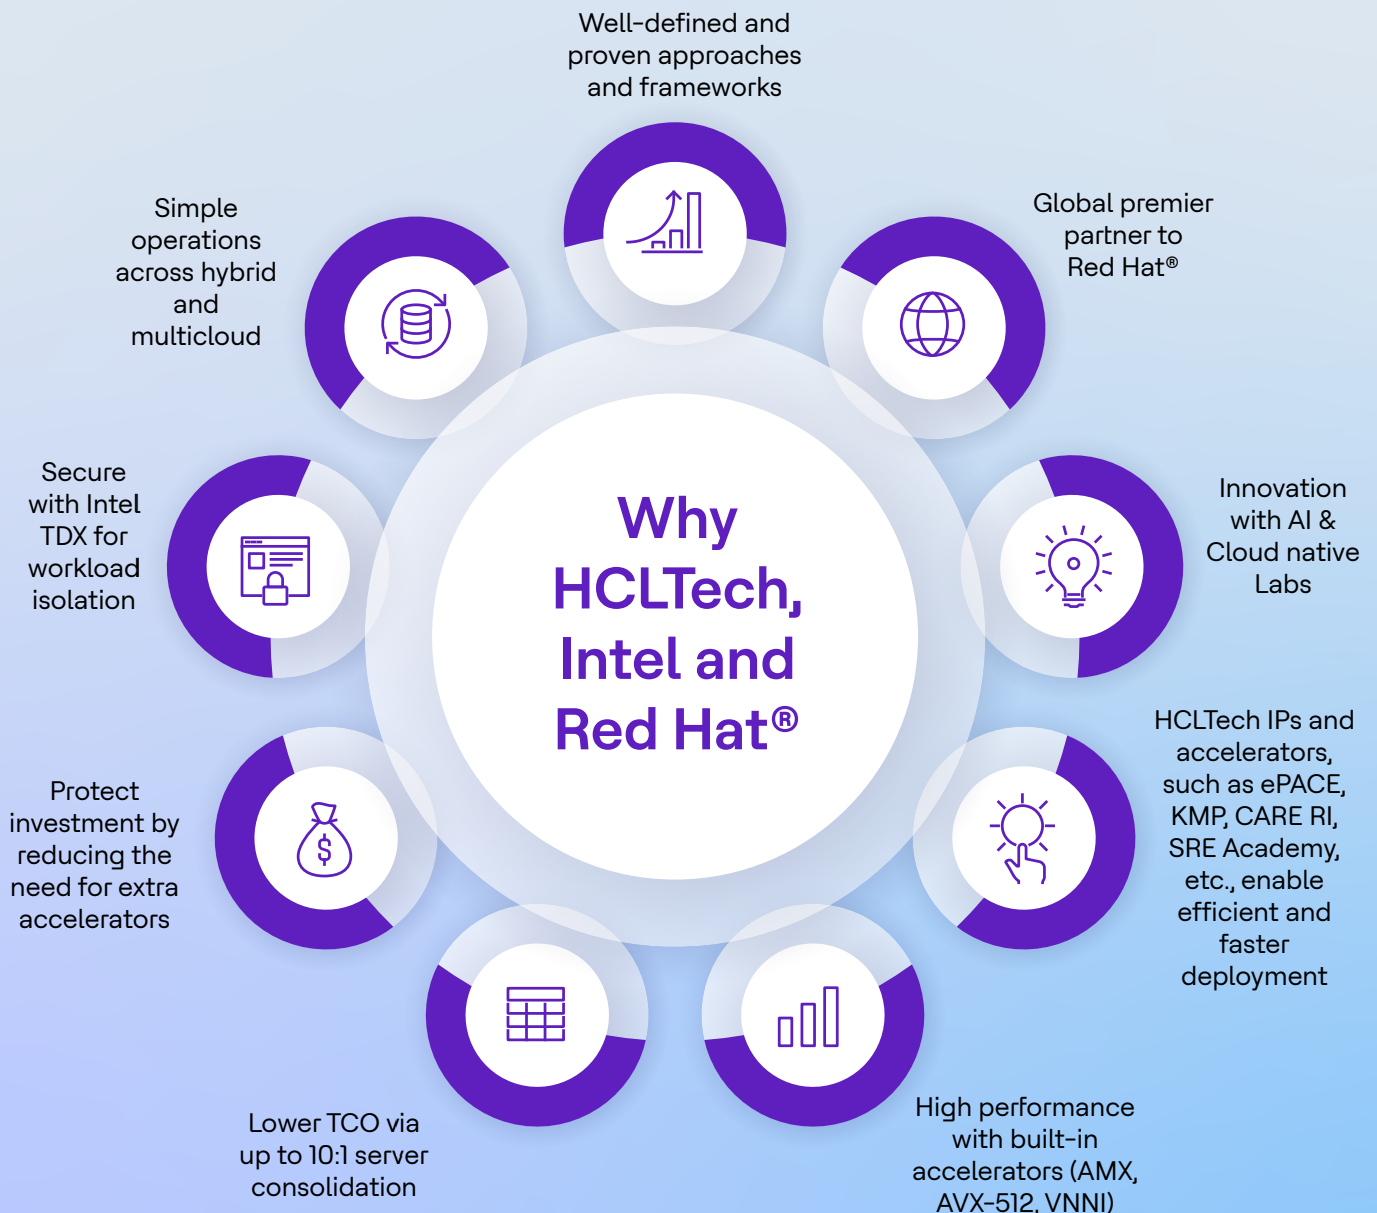 Well-defined and
proven approaches
and frameworks
Global premier
partner to
Red Hat®
Innovation
with AI &
Cloud native
Labs
HCLTech IPs and
accelerators,
such as ePACE,
KMP, CARE RI,
SRE Academy,
etc., enable
efficient and
faster
deployment
High performance
with built-in
accelerators (AMX,
AVX-512, VNNI)
Lower TCO via
up to 10:1 server
consolidation
Protect
investment by
reducing the
need for extra
accelerators
Secure
with Intel
TDX for
workload
isolation
Simple
operations
across hybrid
and
multicloud
Why
HCLTech,
Intel and
Red Hat®
$